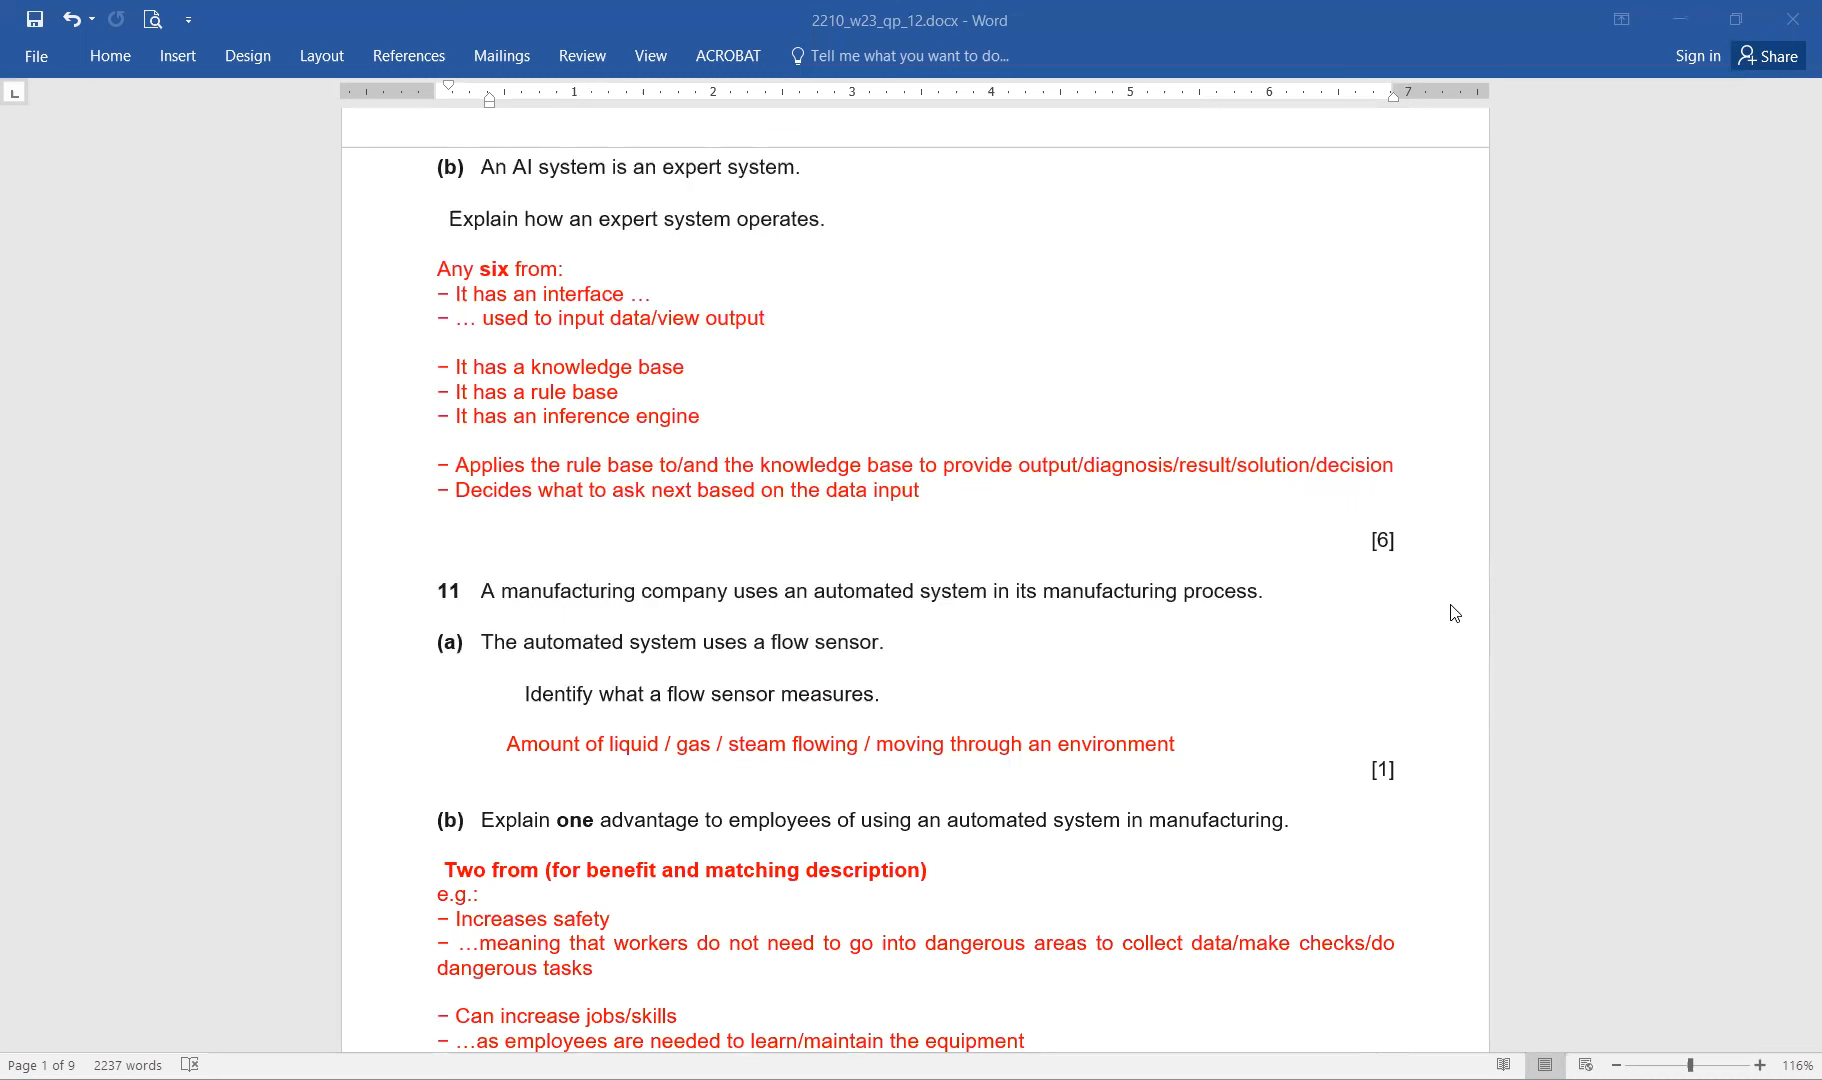 2210_w23_qp_12.docx - Word
File Home Insert Design Layout References Mailings Review View ACROBAT Tell me what you want to do... Sign in Share
L 1 2 3 4 5 6 7
(b) An AI system is an expert system.
Explain how an expert system operates.
Any six from:
− It has an interface …
− … used to input data/view output
− It has a knowledge base
− It has a rule base
− It has an inference engine
− Applies the rule base to/and the knowledge base to provide output/diagnosis/result/solution/decision
− Decides what to ask next based on the data input
[6]
11 A manufacturing company uses an automated system in its manufacturing process.
(a) The automated system uses a flow sensor.
Identify what a flow sensor measures.
Amount of liquid / gas / steam flowing / moving through an environment
[1]
(b) Explain one advantage to employees of using an automated system in manufacturing.
Two from (for benefit and matching description)
e.g.:
− Increases safety
− …meaning that workers do not need to go into dangerous areas to collect data/make checks/do
dangerous tasks
− Can increase jobs/skills
− …as employees are needed to learn/maintain the equipment
Page 1 of 9 2237 words 116%